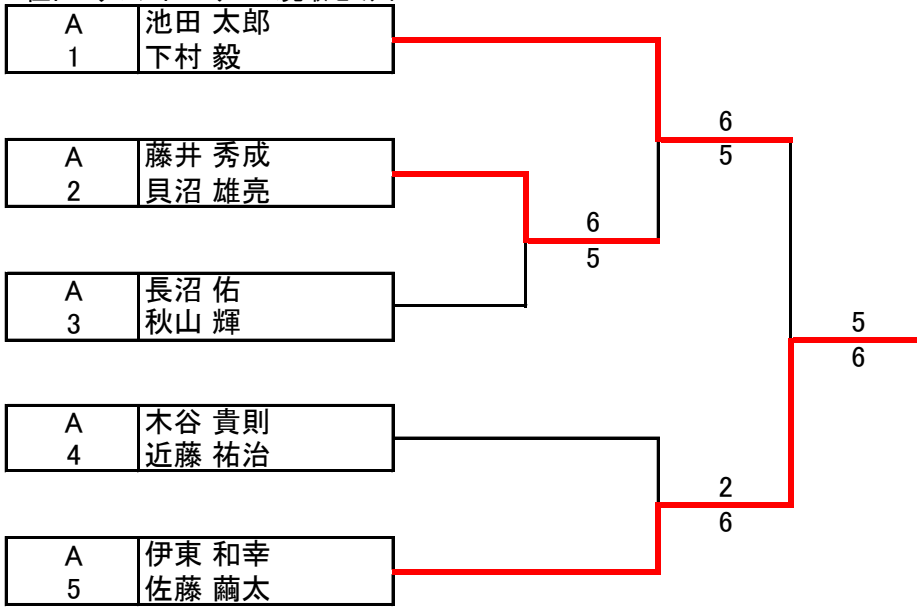 A 池田 太郎
1 下村 毅
6
5
A 藤井 秀成
2 貝沼 雄亮
6
5
A 長沼 佑
3 秋山 輝
5
6
A 木谷 貴則
4 近藤 祐治
2
6
A 伊東 和幸
5 佐藤 繭太